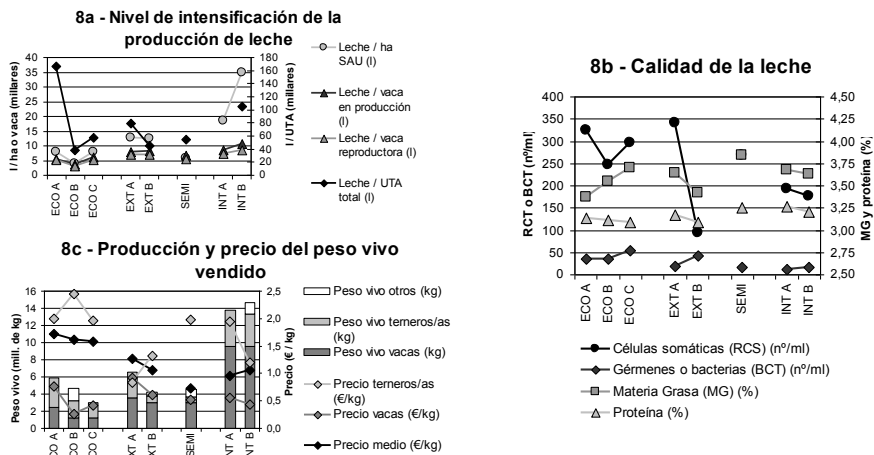 8a - Nivel de intensificación de la
producción de leche
l / ha o vaca (millares)
40
35
30
25
20
15
10
5
0
180
160
140
120
100
80
60
40
20
0
l / UTA (millares)
ECO A
ECO B
ECO C
EXT A
EXT B
SEMI
INT A
INT B
Leche / ha
SAU (l)
Leche / vaca
en producción
(l)
Leche / vaca
reproductora (l)
Leche / UTA
total (l)
8c - Producción y precio del peso vivo
vendido
Peso vivo (mill. de kg)
16
14
12
10
8
6
4
2
0
2,5
2,0
1,5
1,0
0,5
0,0
Precio (€ / kg)
ECO A
ECO B
ECO C
EXT A
EXT B
SEMI
INT A
INT B
Peso vivo otros (kg)
Peso vivo terneros/as
(kg)
Peso vivo vacas (kg)
Precio terneros/as
(€/kg)
Precio vacas (€/kg)
Precio medio (€/kg)
8b - Calidad de la leche
RCT o BCT (nº/ml)
400
350
300
250
200
150
100
50
0
4,50
4,25
4,00
3,75
3,50
3,25
3,00
2,75
2,50
MG y proteína (%)
ECO A
ECO B
ECO C
EXT A
EXT B
SEMI
INT A
INT B
Células somáticas (RCS) (nº/ml)
Gérmenes o bacterias (BCT) (nº/ml)
Materia Grasa (MG) (%)
Proteína (%)